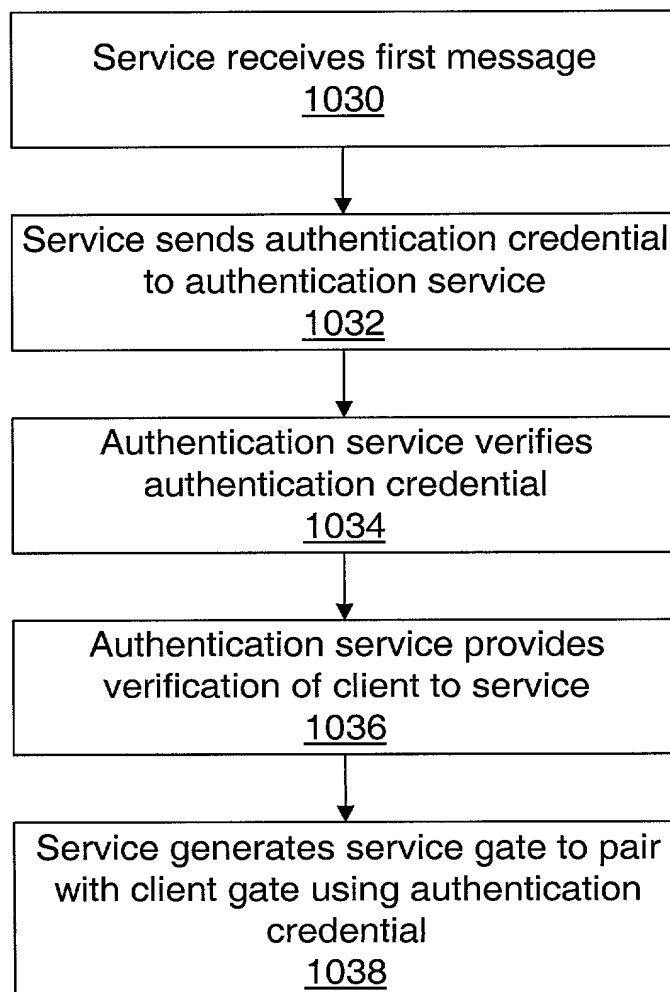 Service receives first message
1030
Service sends authentication credential
to authentication service
1032
Authentication service verifies
authentication credential
1034
Authentication service provides
verification of client to service
1036
Service generates service gate to pair
with client gate using authentication
credential
1038